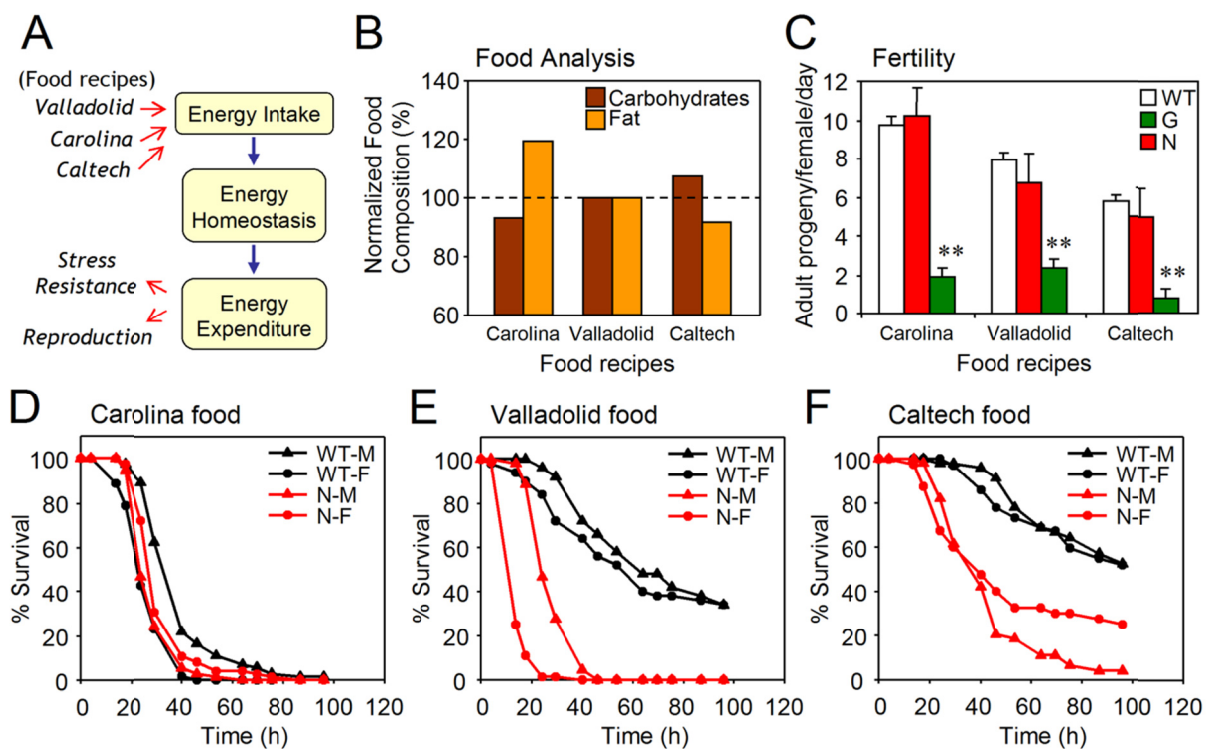 A
(Food recipes)
Valladolid
Carolina
Caltech
Energy Intake
Energy
Homeostasis
Stress
Resistance
Reproduction
Energy
Expenditure
B
Food Analysis
Normalized Food
Composition (%)
140
120
100
80
60
Carbohydrates
Fat
Carolina Valladolid Caltech
Food recipes
C
Fertility
Adult progeny/female/day
12
10
8
6
4
2
0
WT
G
N
**
**
**
Carolina Valladolid Caltech
Food recipes
D
Carolina food
% Survival
100
80
60
40
20
0
WT-M
WT-F
N-M
N-F
0 20 40 60 80 100 120
Time (h)
E
Valladolid food
% Survival
100
80
60
40
20
0
WT-M
WT-F
N-M
N-F
0 20 40 60 80 100 120
Time (h)
F
Caltech food
% Survival
100
80
60
40
20
0
WT-M
WT-F
N-M
N-F
0 20 40 60 80 100 120
Time (h)